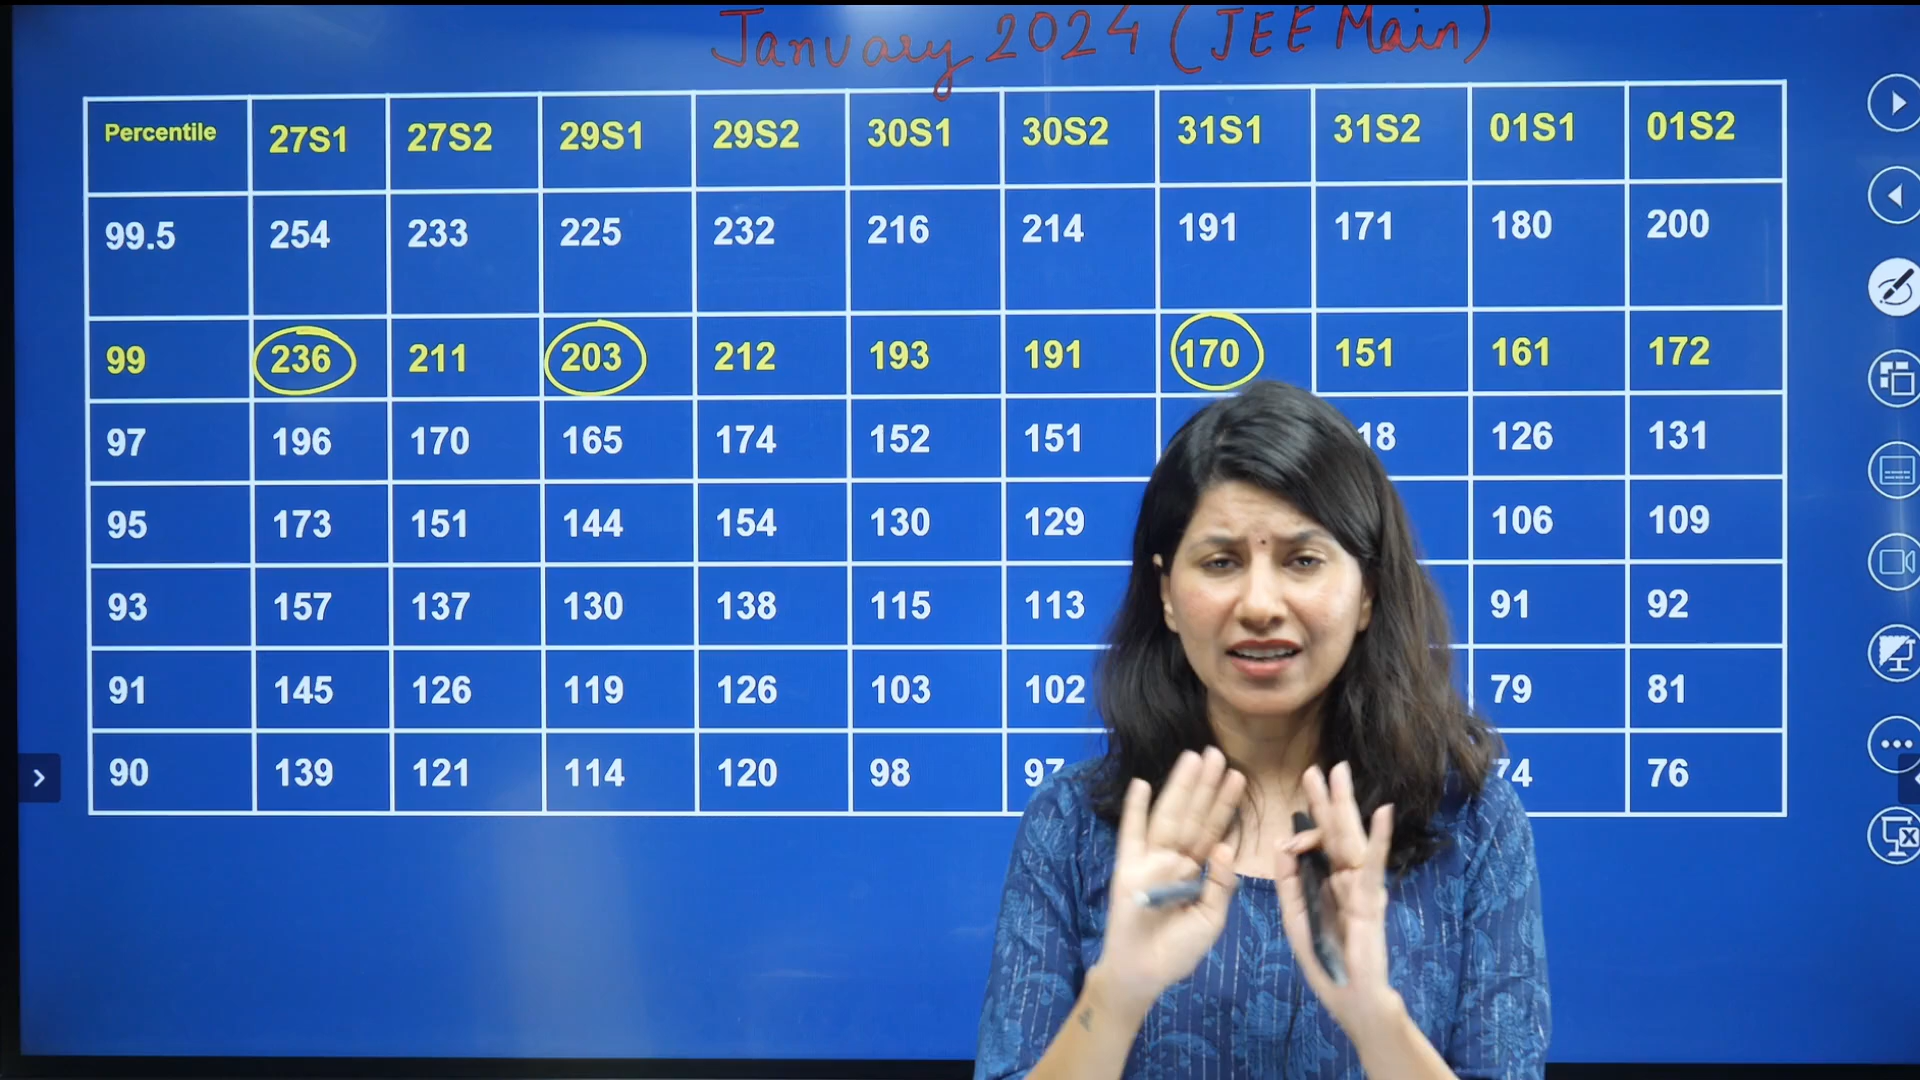 January 2024 (JEE Main)
Percentile 27S1 27S2 29S1 29S2 30S1 30S2 31S1 31S2 01S1 01S2
99.5 254 233 225 232 216 214 191 171 180 200
99 236 211 203 212 193 191 170 151 161 172
97 196 170 165 174 152 151 18 126 131
95 173 151 144 154 130 129 106 109
93 157 137 130 138 115 113 91 92
91 145 126 119 126 103 102 79 81
90 139 121 114 120 98 97 74 76